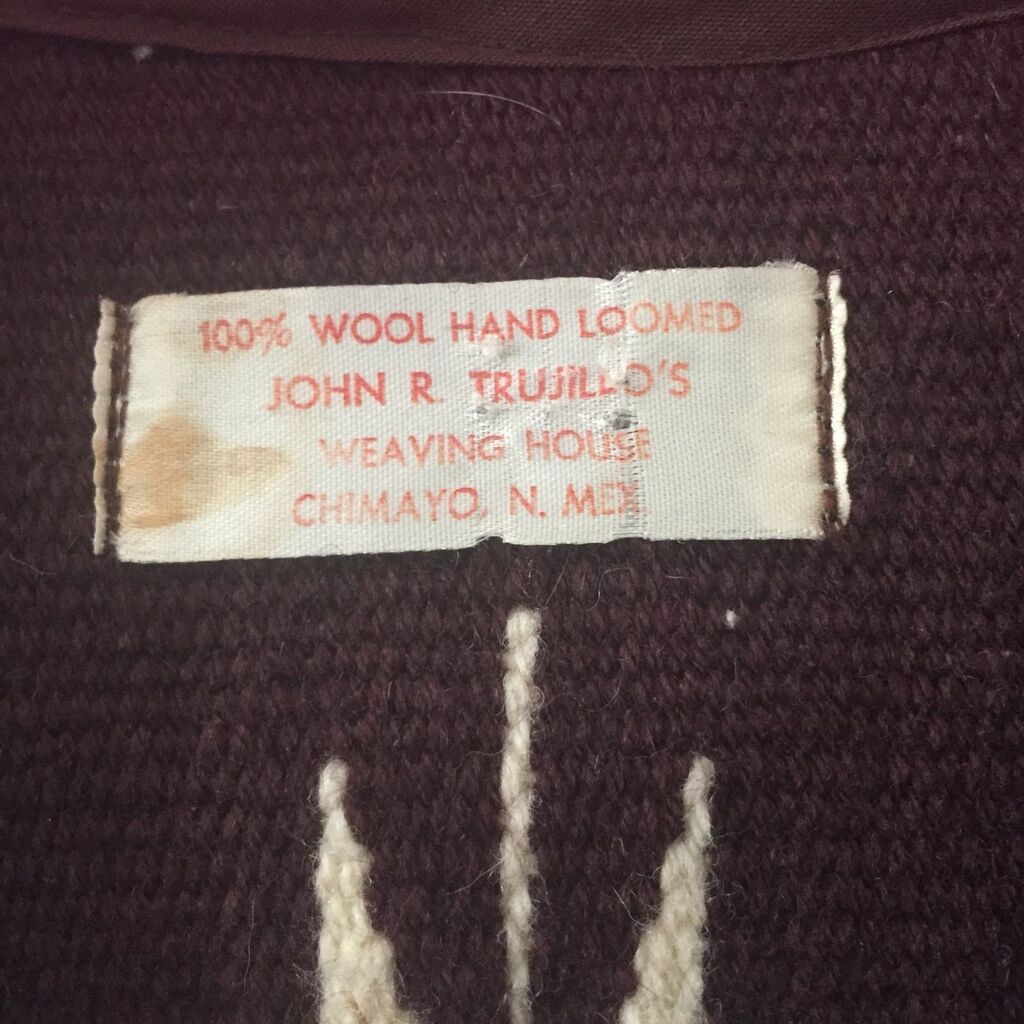 100% WOOL HAND LOOMED
JOHN R. TRUJILLO'S
WEAVING HOUSE
CHIMAYO, N. MEX.